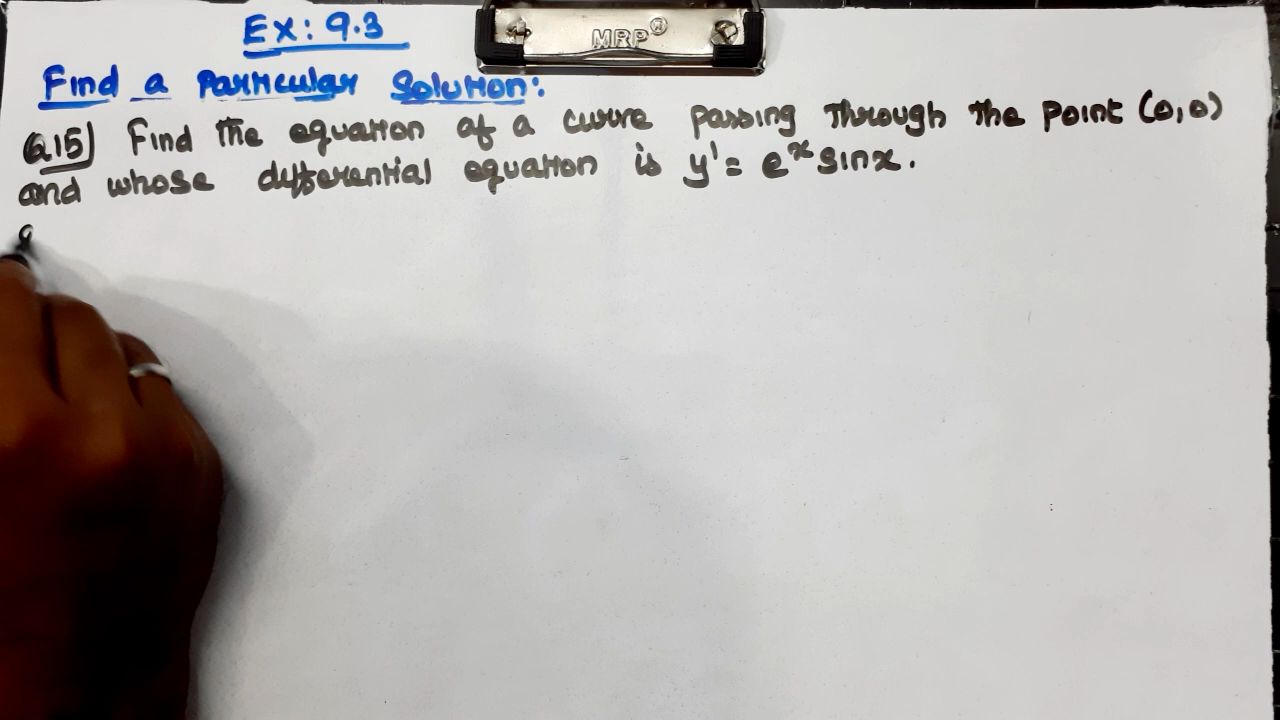 MRP®
Ex: 9.3
Find a Particular Solution:
Q15) Find the equation of a curve passing through the point (0,0)
and whose differential equation is y' = eˣ sinx.